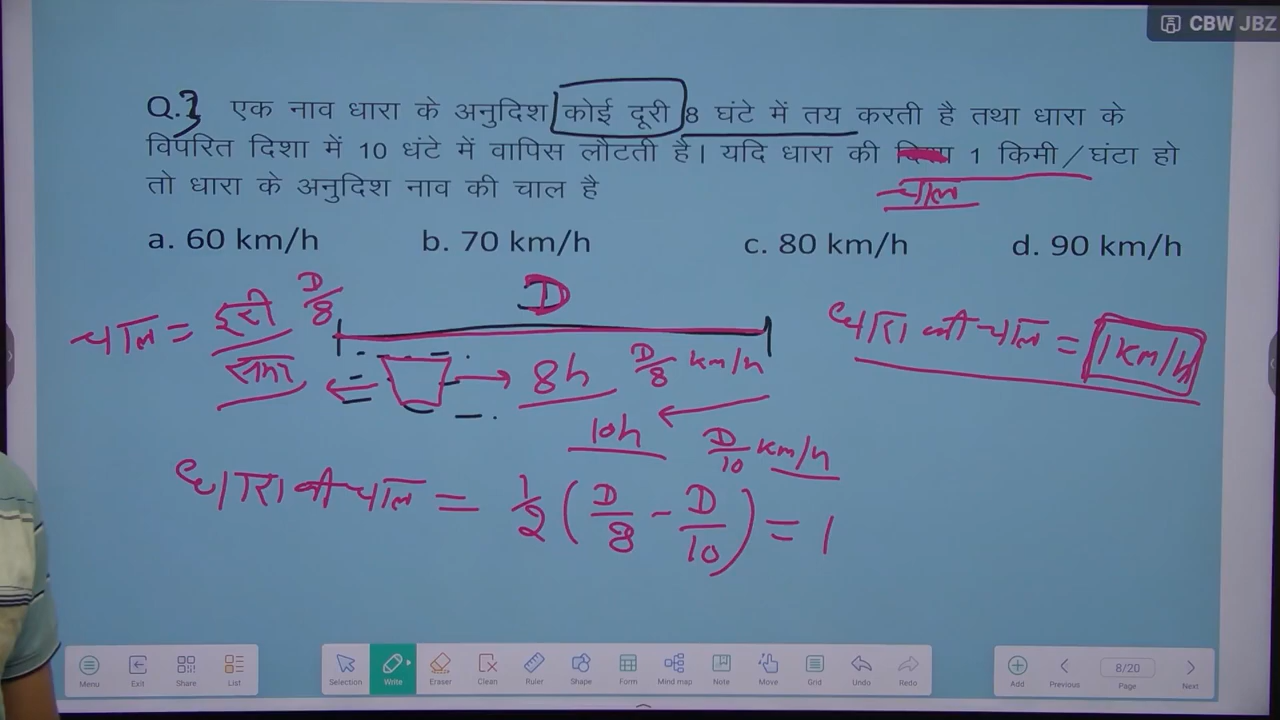 CBW JBZ
Q.3 एक नाव धारा के अनुदिश कोई दूरी 8 घंटे में तय करती है तथा धारा के
विपरित दिशा में 10 धंटे में वापिस लौटती है। यदि धारा की 1 किमी/घंटा हो
चाल
तो धारा के अनुदिश नाव की चाल है
a. 60 km/h b. 70 km/h c. 80 km/h d. 90 km/h
चाल = दूरी/समय D/8
D
धारा की चाल = 1 km/h
8h D/8 km/h
10h D/10 km/h
धारा की चाल = 1/2 (D/8 - D/10) = 1
Menu Exit Share List Selection Write Eraser Clean Ruler Shape Form Mind map Note Move Grid Undo Redo Add Previous 8/20 Page Next